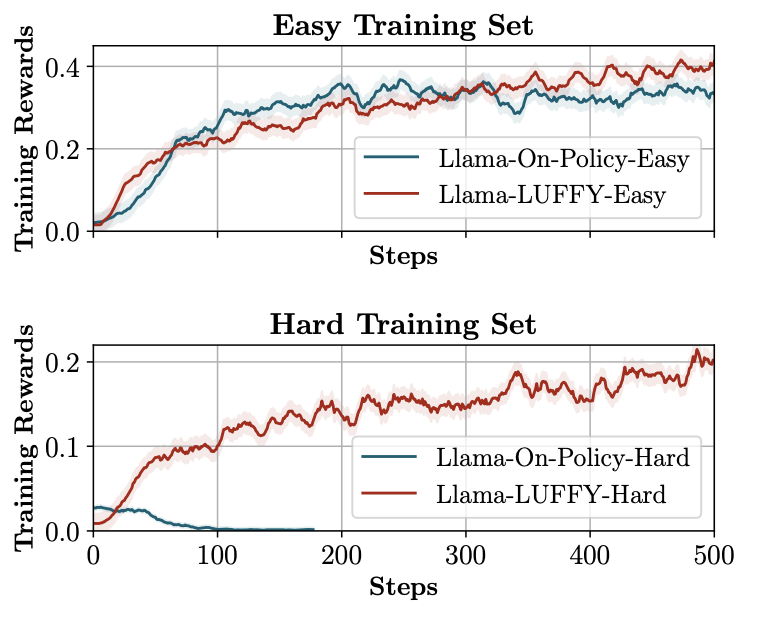 Easy Training Set
Training Rewards
0.4
0.2
0.0
Llama-On-Policy-Easy
Llama-LUFFY-Easy
Steps
Hard Training Set
Training Rewards
0.2
0.1
0.0
Llama-On-Policy-Hard
Llama-LUFFY-Hard
0 100 200 300 400 500
Steps